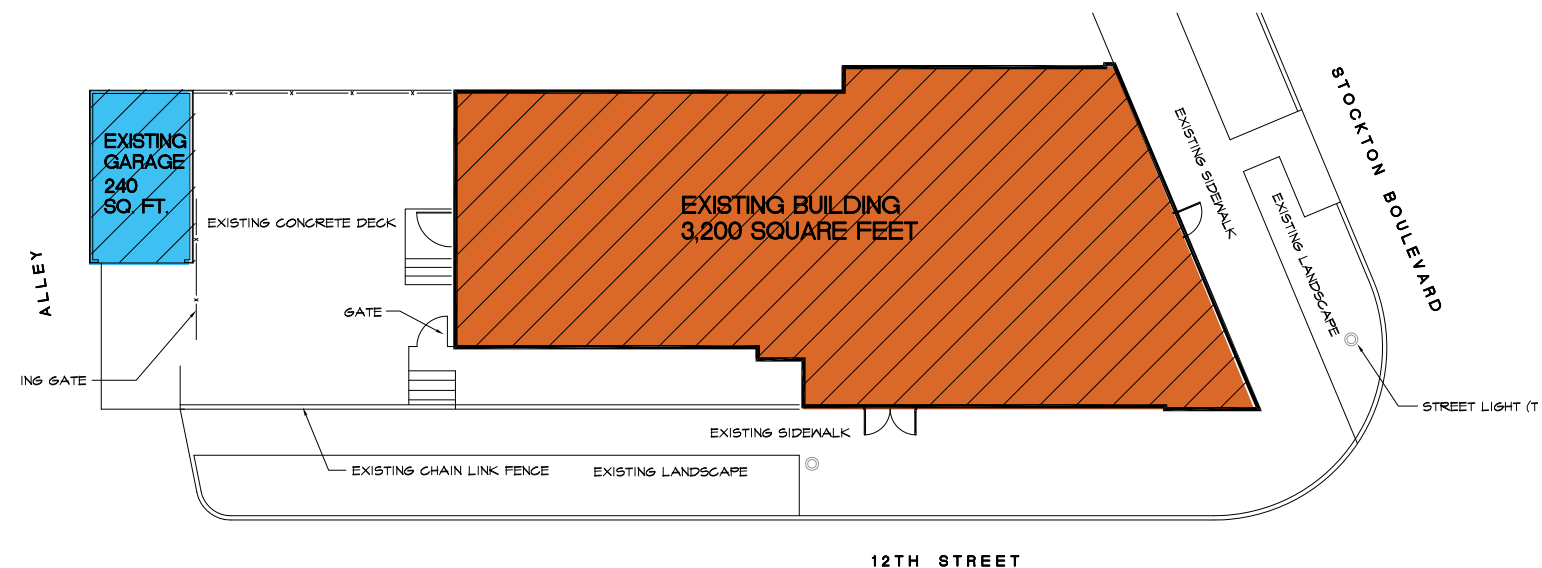 EXISTING
GARAGE
240
SQ. FT.
EXISTING CONCRETE DECK
EXISTING BUILDING
3,200 SQUARE FEET
EXISTING SIDEWALK
STOCKTON BOULEVARD
EXISTING LANDSCAPE
ALLEY
GATE
ING GATE
STREET LIGHT (T
EXISTING SIDEWALK
EXISTING CHAIN LINK FENCE
EXISTING LANDSCAPE
12TH STREET